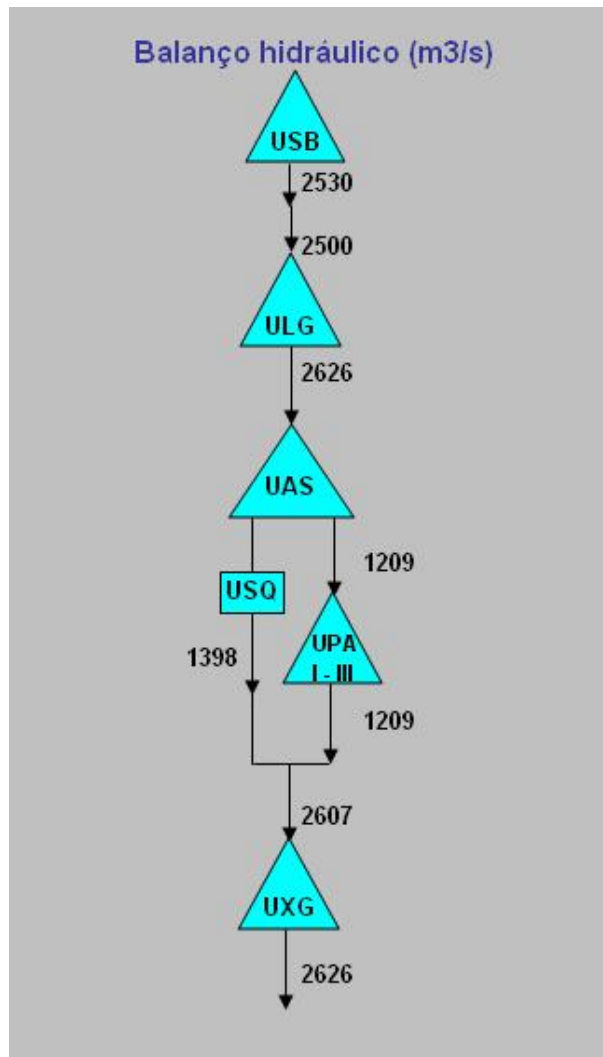 Balanço hidráulico (m3/s)
USB
2530
2500
ULG
2626
UAS
1209
USQ
UPA
I - III
1398
1209
2607
UXG
2626